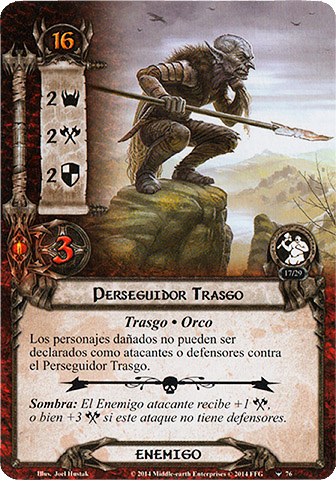 16
2
2
2
3
17/29
Perseguidor Trasgo
Trasgo • Orco
Los personajes dañados no pueden ser
declarados como atacantes o defensores contra
el Perseguidor Trasgo.
Sombra: El Enemigo atacante recibe +1 ,
o bien +3 si este ataque no tiene defensores.
ENEMIGO
Illus. Joel Hustak © 2014 Middle-earth Enterprises © 2014 FFG 76